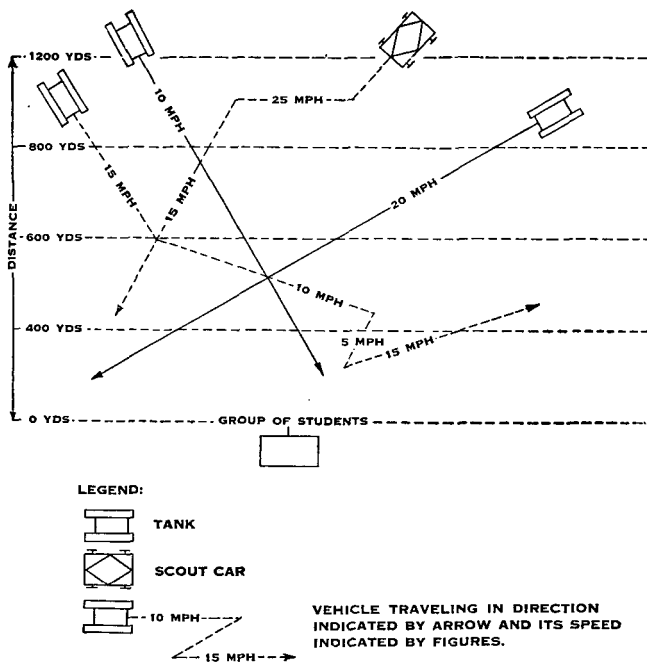 1200 YDS
10 MPH
25 MPH
800 YDS
15 MPH
15 MPH
20 MPH
DISTANCE
600 YDS
10 MPH
400 YDS
5 MPH
15 MPH
0 YDS
GROUP OF STUDENTS
LEGEND:
TANK
SCOUT CAR
10 MPH
15 MPH
VEHICLE TRAVELING IN DIRECTION
INDICATED BY ARROW AND ITS SPEED
INDICATED BY FIGURES.